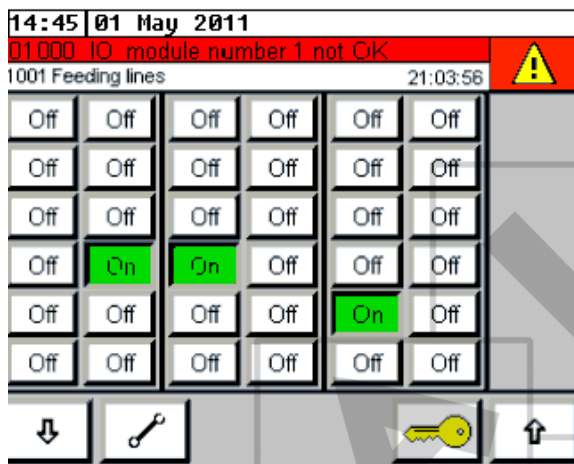 14:45 01 May 2011
01000 IO module number 1 not OK
1001 Feeding lines 21:03:56
Off Off Off Off Off Off
Off Off Off Off Off Off
Off Off Off Off Off Off
Off On On Off Off Off
Off Off Off Off On Off
Off Off Off Off Off Off